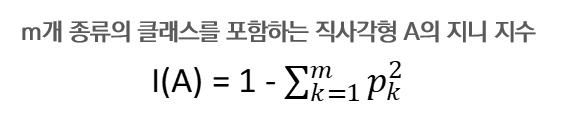 m개 종류의 클래스를 포함하는 직사각형 A의 지니 지수
I(A) = 1 - ∑_{k=1}^{m} p_k^2